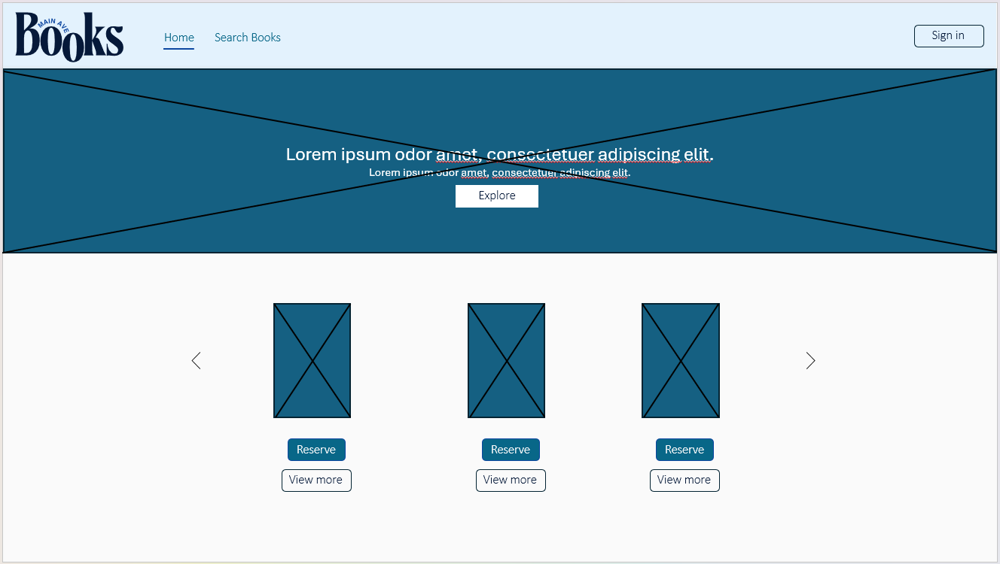 MAIN AVE
Books
Home Search Books Sign in
Lorem ipsum odor amet, consectetuer adipiscing elit.
Lorem ipsum odor amet, consectetuer adipiscing elit.
Explore
Reserve Reserve Reserve
View more View more View more